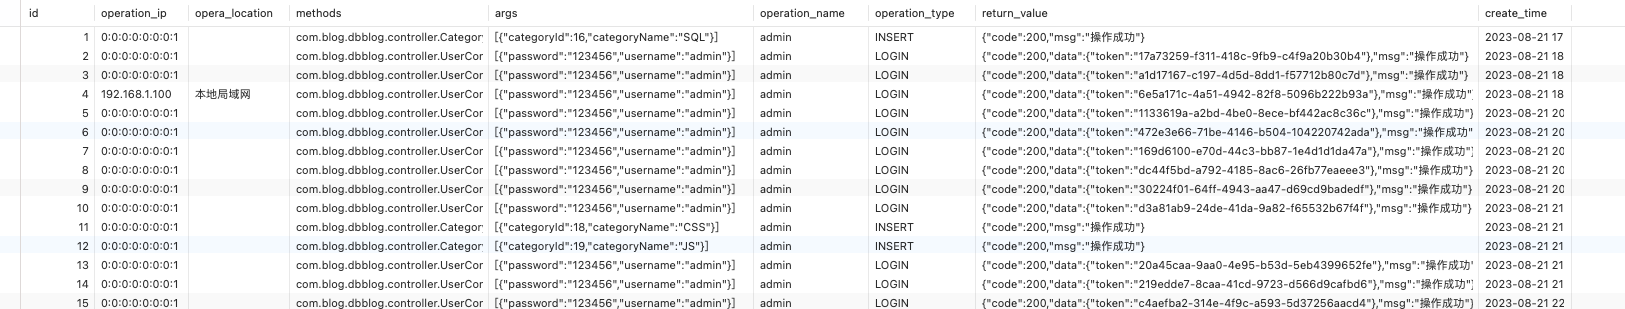 id operation_ip opera_location methods args operation_name operation_type return_value create_time
1 0:0:0:0:0:0:0:1 com.blog.dbblog.controller.Categor [{"categoryId":16,"categoryName":"SQL"}] admin INSERT {"code":200,"msg":"操作成功"} 2023-08-21 17
2 0:0:0:0:0:0:0:1 com.blog.dbblog.controller.UserCor [{"password":"123456","username":"admin"}] admin LOGIN {"code":200,"data":{"token":"17a73259-f311-418c-9fb9-c4f9a20b30b4"},"msg":"操作成功"} 2023-08-21 18
3 0:0:0:0:0:0:0:1 com.blog.dbblog.controller.UserCor [{"password":"123456","username":"admin"}] admin LOGIN {"code":200,"data":{"token":"a1d17167-c197-4d5d-8dd1-f57712b80c7d"},"msg":"操作成功"} 2023-08-21 18
4 192.168.1.100 本地局域网 com.blog.dbblog.controller.UserCor [{"password":"123456","username":"admin"}] admin LOGIN {"code":200,"data":{"token":"6e5a171c-4a51-4942-82f8-5096b222b93a"},"msg":"操作成功" 2023-08-21 18
5 0:0:0:0:0:0:0:1 com.blog.dbblog.controller.UserCor [{"password":"123456","username":"admin"}] admin LOGIN {"code":200,"data":{"token":"1133619a-a2bd-4be0-8ece-bf442ac8c36c"},"msg":"操作成功"} 2023-08-21 20
6 0:0:0:0:0:0:0:1 com.blog.dbblog.controller.UserCor [{"password":"123456","username":"admin"}] admin LOGIN {"code":200,"data":{"token":"472e3e66-71be-4146-b504-104220742ada"},"msg":"操作成功" 2023-08-21 20
7 0:0:0:0:0:0:0:1 com.blog.dbblog.controller.UserCor [{"password":"123456","username":"admin"}] admin LOGIN {"code":200,"data":{"token":"169d6100-e70d-44c3-bb87-1e4d1d1da47a"},"msg":"操作成功"} 2023-08-21 20
8 0:0:0:0:0:0:0:1 com.blog.dbblog.controller.UserCor [{"password":"123456","username":"admin"}] admin LOGIN {"code":200,"data":{"token":"dc44f5bd-a792-4185-8ac6-26fb77eaeee3"},"msg":"操作成功"} 2023-08-21 20
9 0:0:0:0:0:0:0:1 com.blog.dbblog.controller.UserCor [{"password":"123456","username":"admin"}] admin LOGIN {"code":200,"data":{"token":"30224f01-64ff-4943-aa47-d69cd9badedf"},"msg":"操作成功"} 2023-08-21 20
10 0:0:0:0:0:0:0:1 com.blog.dbblog.controller.UserCor [{"password":"123456","username":"admin"}] admin LOGIN {"code":200,"data":{"token":"d3a81ab9-24de-41da-9a82-f65532b67f4f"},"msg":"操作成功"} 2023-08-21 21
11 0:0:0:0:0:0:0:1 com.blog.dbblog.controller.Categor [{"categoryId":18,"categoryName":"CSS"}] admin INSERT {"code":200,"msg":"操作成功"} 2023-08-21 21
12 0:0:0:0:0:0:0:1 com.blog.dbblog.controller.Categor [{"categoryId":19,"categoryName":"JS"}] admin INSERT {"code":200,"msg":"操作成功"} 2023-08-21 21
13 0:0:0:0:0:0:0:1 com.blog.dbblog.controller.UserCor [{"password":"123456","username":"admin"}] admin LOGIN {"code":200,"data":{"token":"20a45caa-9aa0-4e95-b53d-5eb4399652fe"},"msg":"操作成功" 2023-08-21 21
14 0:0:0:0:0:0:0:1 com.blog.dbblog.controller.UserCor [{"password":"123456","username":"admin"}] admin LOGIN {"code":200,"data":{"token":"219edde7-8caa-41cd-9723-d566d9cafbd6"},"msg":"操作成功"} 2023-08-21 21
15 0:0:0:0:0:0:0:1 com.blog.dbblog.controller.UserCor [{"password":"123456","username":"admin"}] admin LOGIN {"code":200,"data":{"token":"c4aefba2-314e-4f9c-a593-5d37256aacd4"},"msg":"操作成功"} 2023-08-21 22